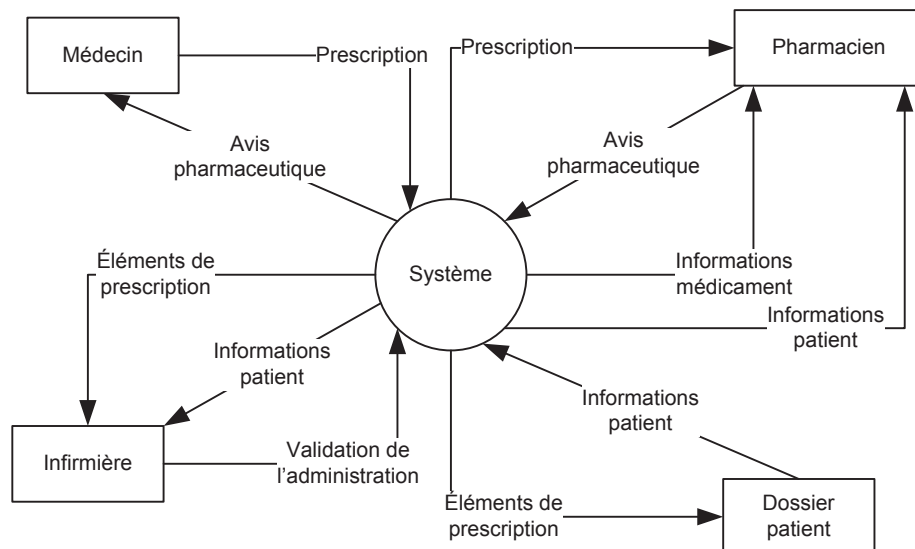 Médecin
Prescription
Prescription
Pharmacien
Avis
pharmaceutique
Avis
pharmaceutique
Éléments de
prescription
Système
Informations
médicament
Informations
patient
Informations
patient
Informations
patient
Infirmière
Validation de
l’administration
Éléments de
prescription
Dossier
patient